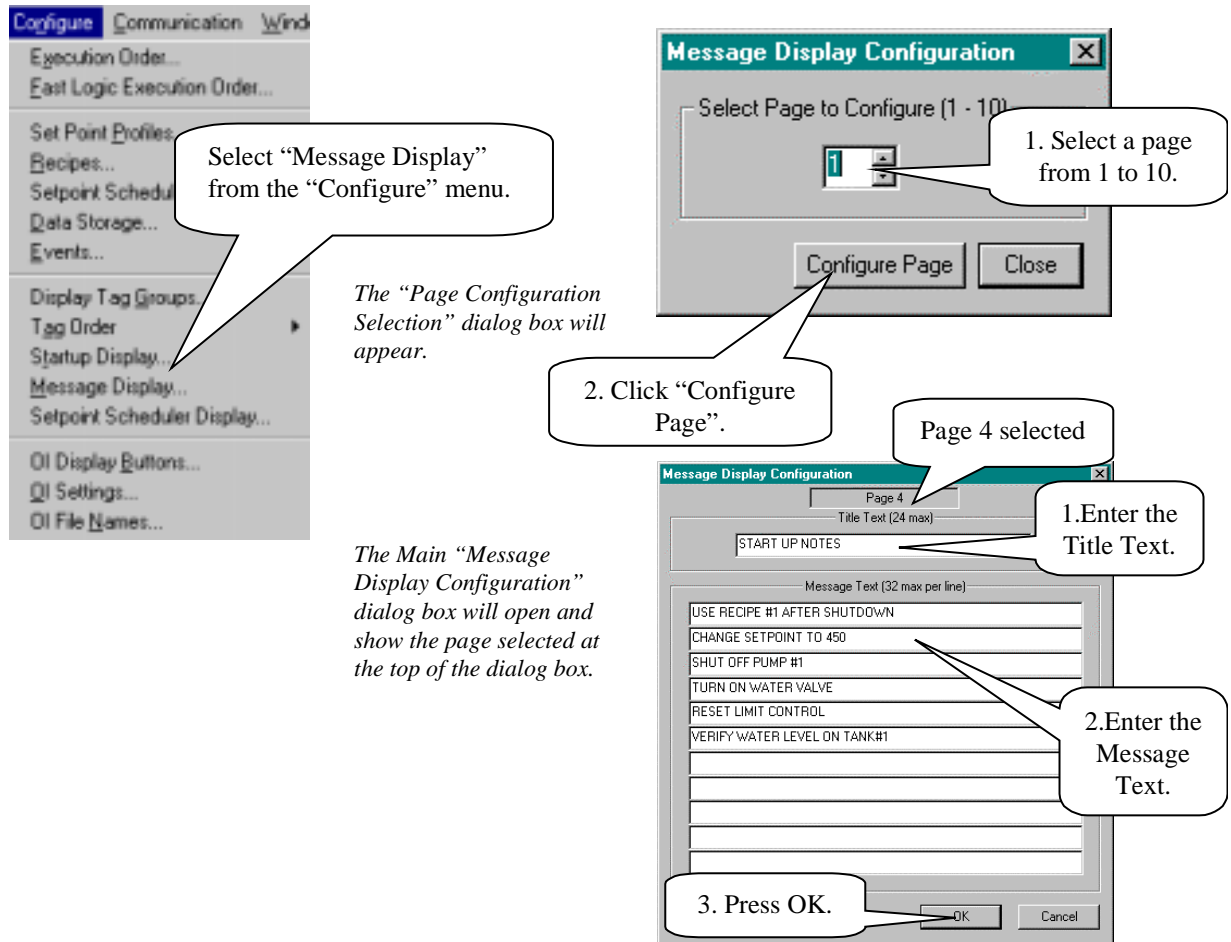 Configure Communication
Execution Order...
Fast Logic Execution Order...
Set Point Profiles
Recipes...
Setpoint
Data Storage...
Events...
Display Tag Groups.
Tag Order
Startup Display...
Message Display...
Setpoint Scheduler Display...
OI Display Buttons...
OI Settings...
OI File Names...
Select “Message Display”
from the “Configure” menu.
The “Page Configuration
Selection” dialog box will
appear.
Message Display Configuration
Select Page to Configure (1 - 10)
1
1. Select a page
from 1 to 10.
Configure Page Close
2. Click “Configure
Page”.
The Main “Message
Display Configuration”
dialog box will open and
show the page selected at
the top of the dialog box.
Page 4 selected
Message Display Configuration
Page 4
Title Text (24 max)
START UP NOTES
1.Enter the
Title Text.
Message Text (32 max per line)
USE RECIPE #1 AFTER SHUTDOWN
CHANGE SETPOINT TO 450
SHUT OFF PUMP #1
TURN ON WATER VALVE
RESET LIMIT CONTROL
VERIFY WATER LEVEL ON TANK#1
2.Enter the
Message
Text.
3. Press OK.
OK Cancel